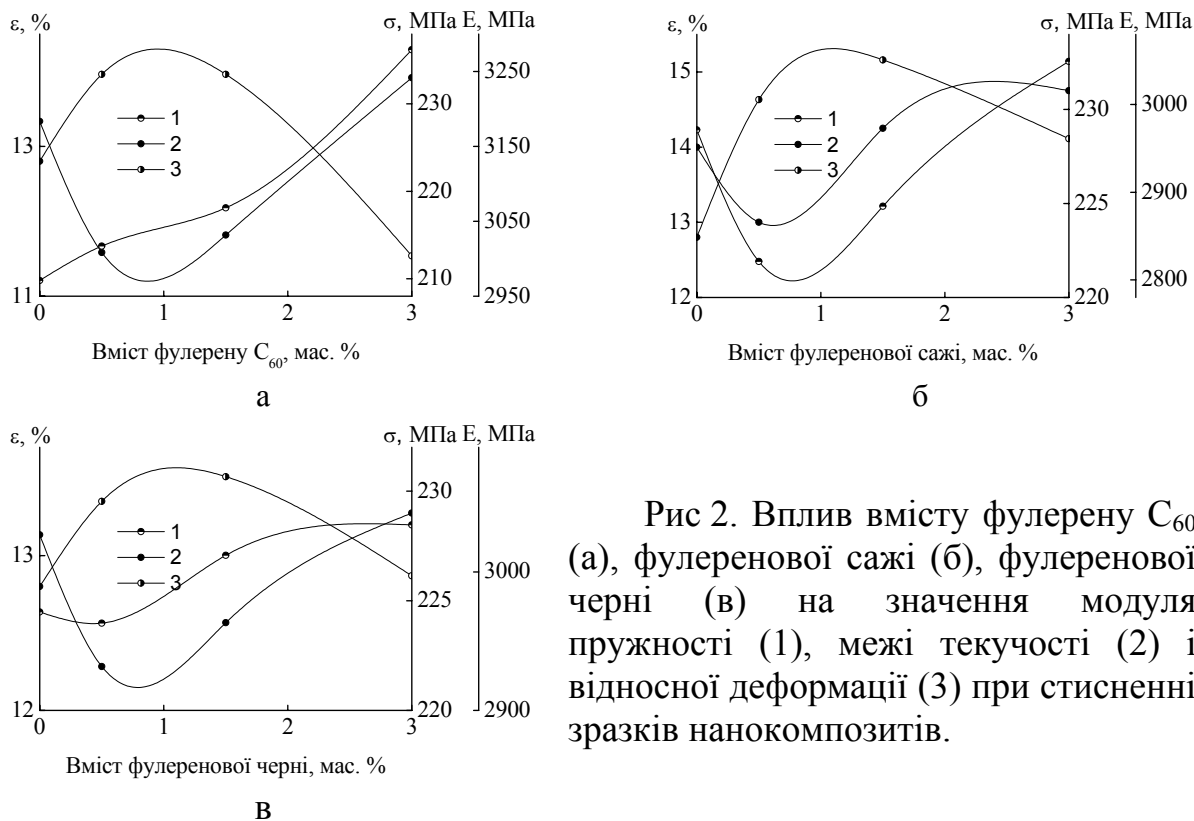 ε, %
σ, МПа E, МПа
13
11
1
2
3
230
220
210
3250
3150
3050
2950
0
1
2
3
Вміст фулерену C₆₀, мас. %
а
ε, %
σ, МПа E, МПа
15
14
13
12
1
2
3
230
225
220
3000
2900
2800
0
1
2
3
Вміст фулеренової сажі, мас. %
б
ε, %
σ, МПа E, МПа
13
12
1
2
3
230
225
220
3000
2900
0
1
2
3
Вміст фулеренової черні, мас. %
в
Рис 2. Вплив вмісту фулерену C₆₀
(а), фулеренової сажі (б), фулеренової
черні (в) на значення модуля
пружності (1), межі текучості (2) і
відносної деформації (3) при стисненні
зразків нанокомпозитів.